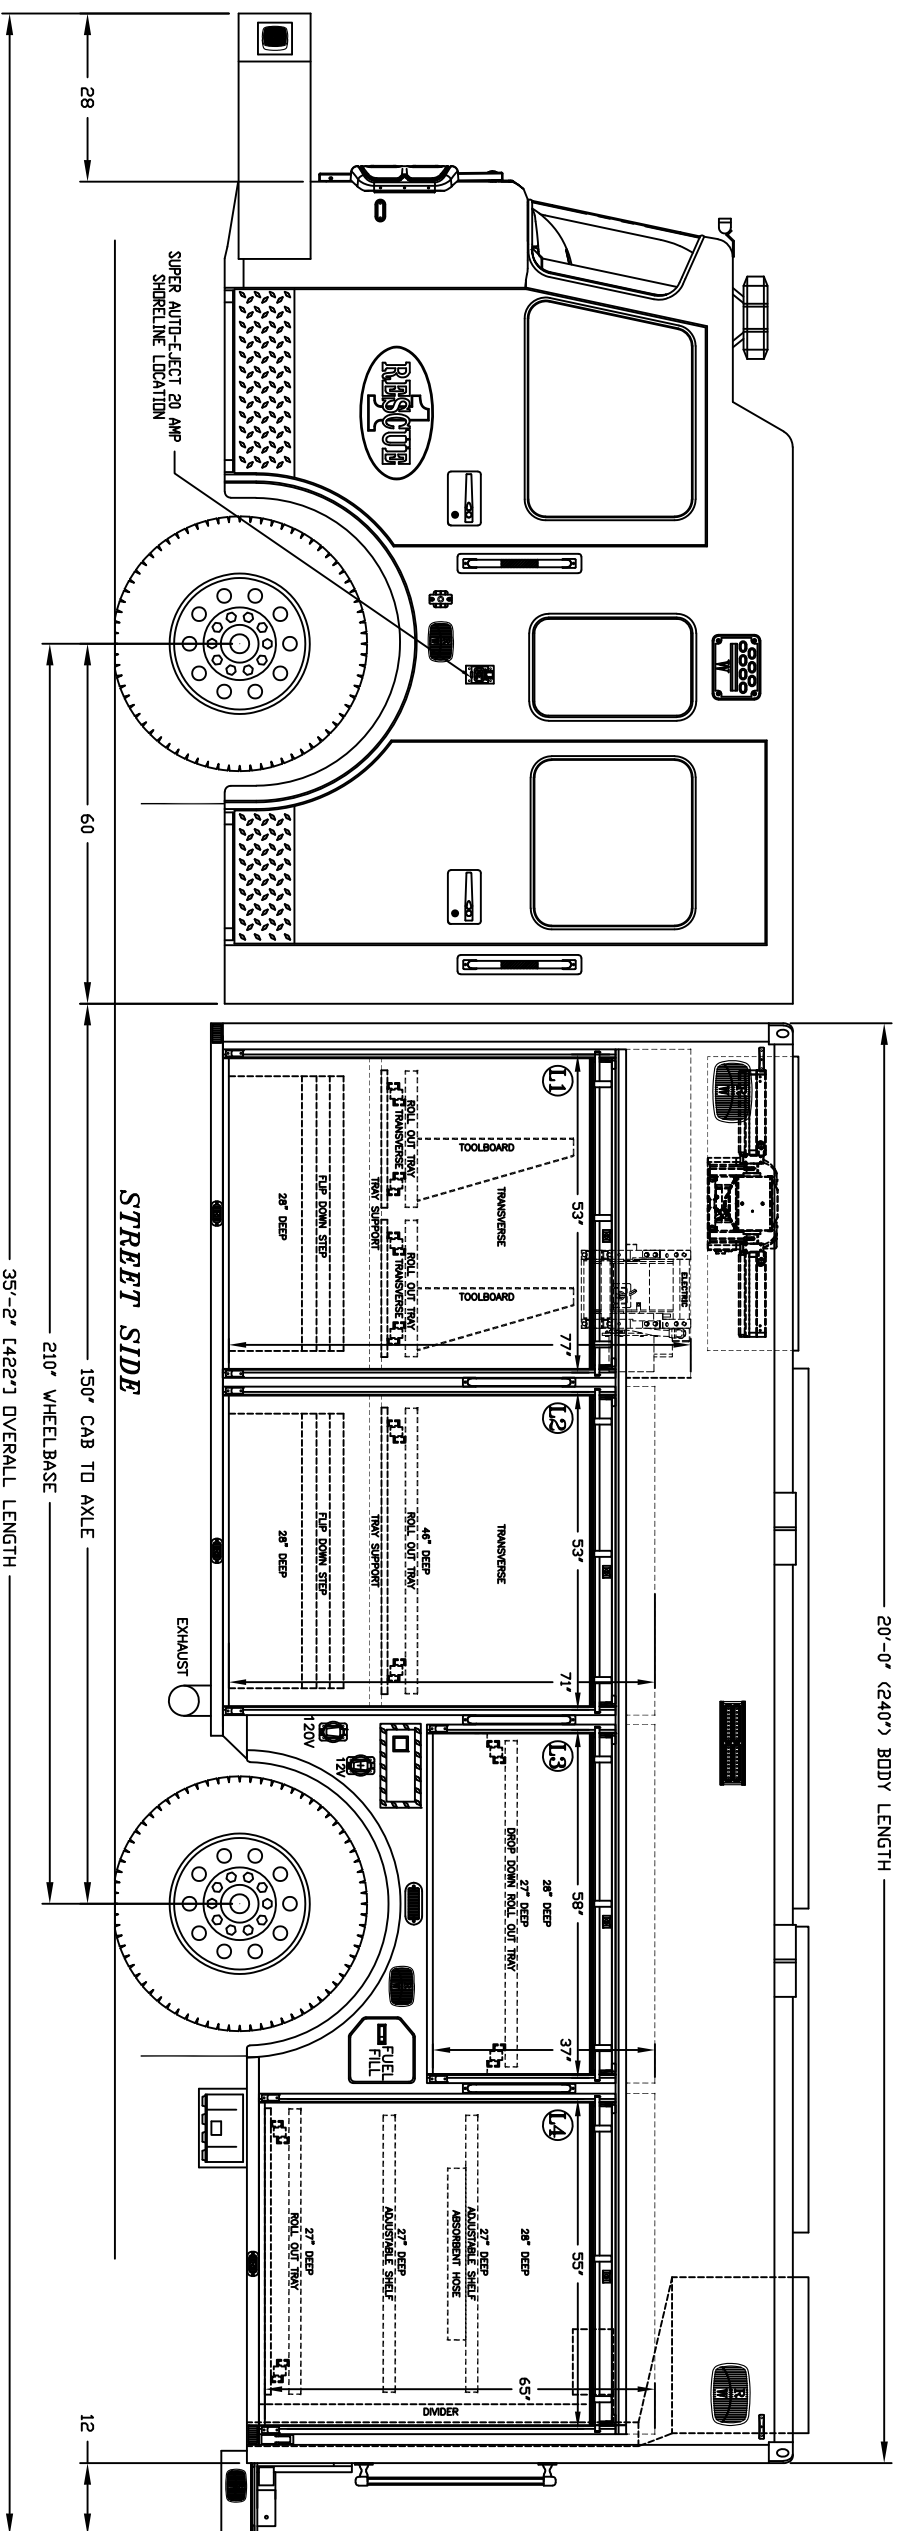 20'-0" (240") BODY LENGTH
ELECTRIC
RW
RW
L1
53"
TOOLBOARD
TRANSVERSE
TOOLBOARD
77"
ROLL OUT TRAY
TRANSVERSE
ROLL OUT TRAY
TRANSVERSE
TRAY SUPPORT
FLIP DOWN STEP
28" DEEP
L2
53"
TRANSVERSE
71"
46" DEEP
ROLL OUT TRAY
TRAY SUPPORT
FLIP DOWN STEP
28" DEEP
L3
58"
28" DEEP
27" DEEP
DROP DOWN ROLL OUT TRAY
37"
L4
55"
28" DEEP
27" DEEP
ADJUSTABLE SHELF
ABSORBENT HOSE
27" DEEP
ADJUSTABLE SHELF
27" DEEP
ROLL OUT TRAY
65"
DIVIDER
RESCUE
1
120V
12V
FUEL
FILL
EXHAUST
SUPER AUTO-EJECT 20 AMP
SHORELINE LOCATION
STREET SIDE
28
60
150" CAB TO AXLE
12
210" WHEELBASE
35'-2" [422"] OVERALL LENGTH